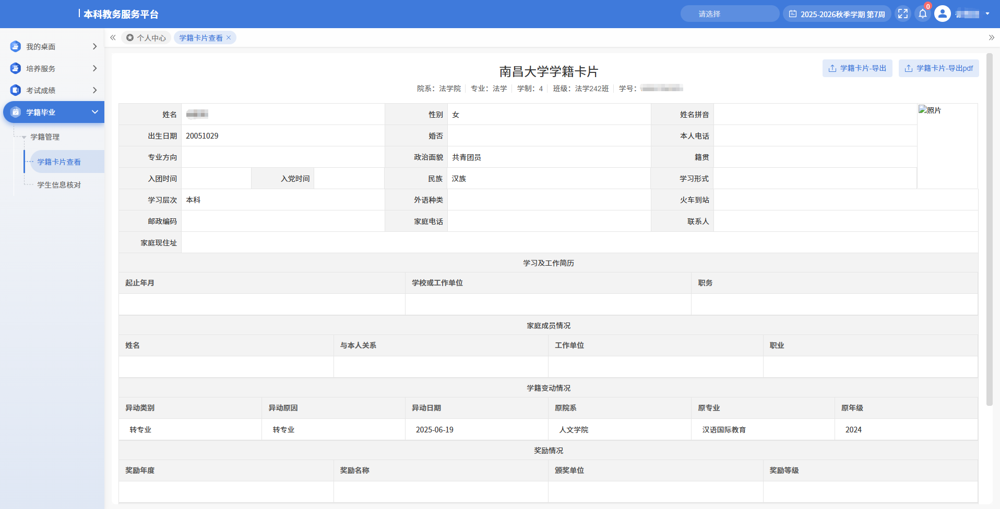 本科教务服务平台
请选择
2025-2026秋季学期 第7周
0
我的桌面
培养服务
考试成绩
学籍毕业
学籍管理
学籍卡片查看
学生信息核对
个人中心
学籍卡片查看
南昌大学学籍卡片
学籍卡片-导出
学籍卡片-导出pdf
院系：法学院 专业：法学 学制：4 班级：法学242班 学号：
姓名 性别 女 姓名拼音 照片
出生日期 20051029 婚否 本人电话
专业方向 政治面貌 共青团员 籍贯
入团时间 入党时间 民族 汉族 学习形式
学习层次 本科 外语种类 火车到站
邮政编码 家庭电话 联系人
家庭现住址
学习及工作简历
起止年月 学校或工作单位 职务
家庭成员情况
姓名 与本人关系 工作单位 职业
学籍变动情况
异动类别 异动原因 异动日期 原院系 原专业 原年级
转专业 转专业 2025-06-19 人文学院 汉语国际教育 2024
奖励情况
奖励年度 奖励名称 颁奖单位 奖励等级